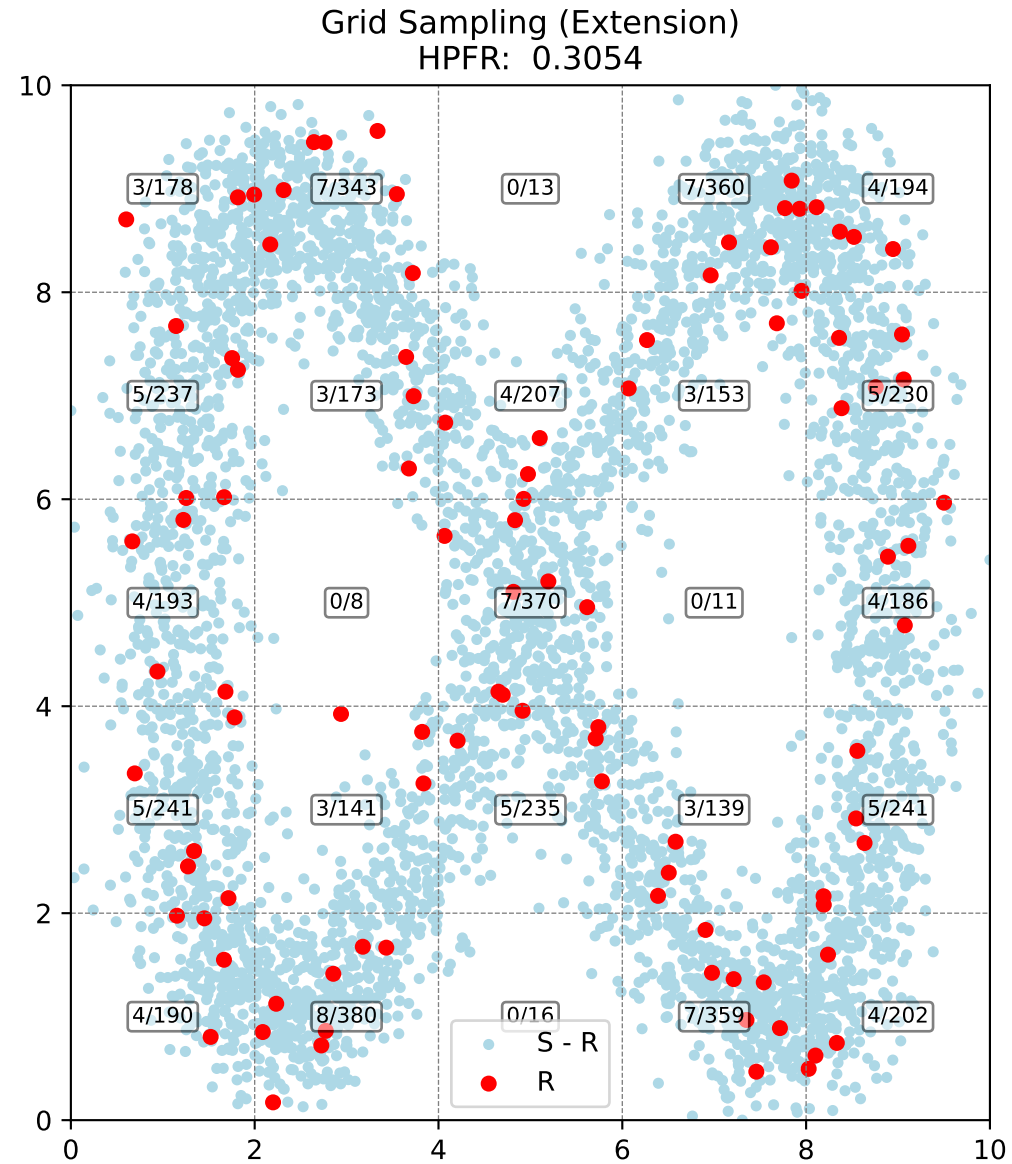 Grid Sampling (Extension)
HPFR: 0.3054
10
3/178 7/343 0/13 7/360 4/194
8
5/237 3/173 4/207 3/153 5/230
6
4/193 0/8 7/370 0/11 4/186
4
5/241 3/141 5/235 3/139 5/241
2
4/190 8/380 0/16 7/359 4/202
S - R
R
0
0 2 4 6 8 10